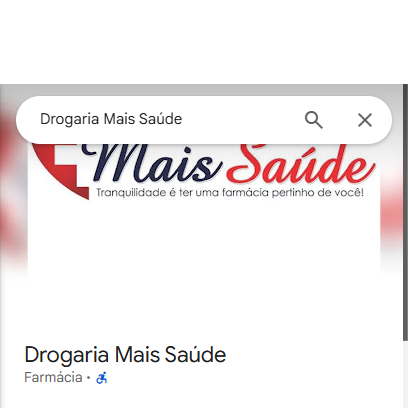 Drogaria Mais Saúde
Mais Saúde
Tranquilidade é ter uma farmácia pertinho de você!
Drogaria Mais Saúde
Farmácia ·